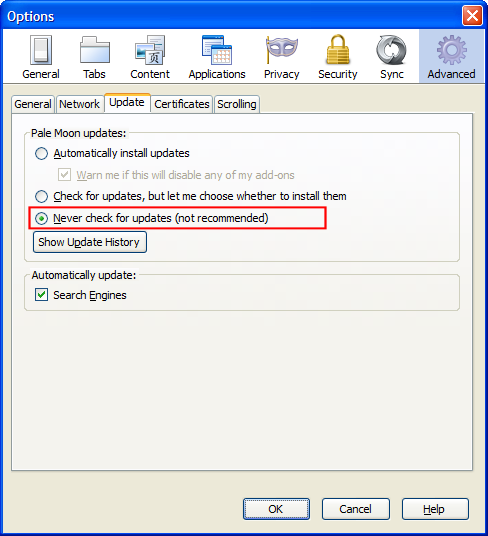 Options
General Tabs Content Applications Privacy Security Sync Advanced
General Network Update Certificates Scrolling
Pale Moon updates:
Automatically install updates
Warn me if this will disable any of my add-ons
Check for updates, but let me choose whether to install them
Never check for updates (not recommended)
Show Update History
Automatically update:
Search Engines
OK Cancel Help